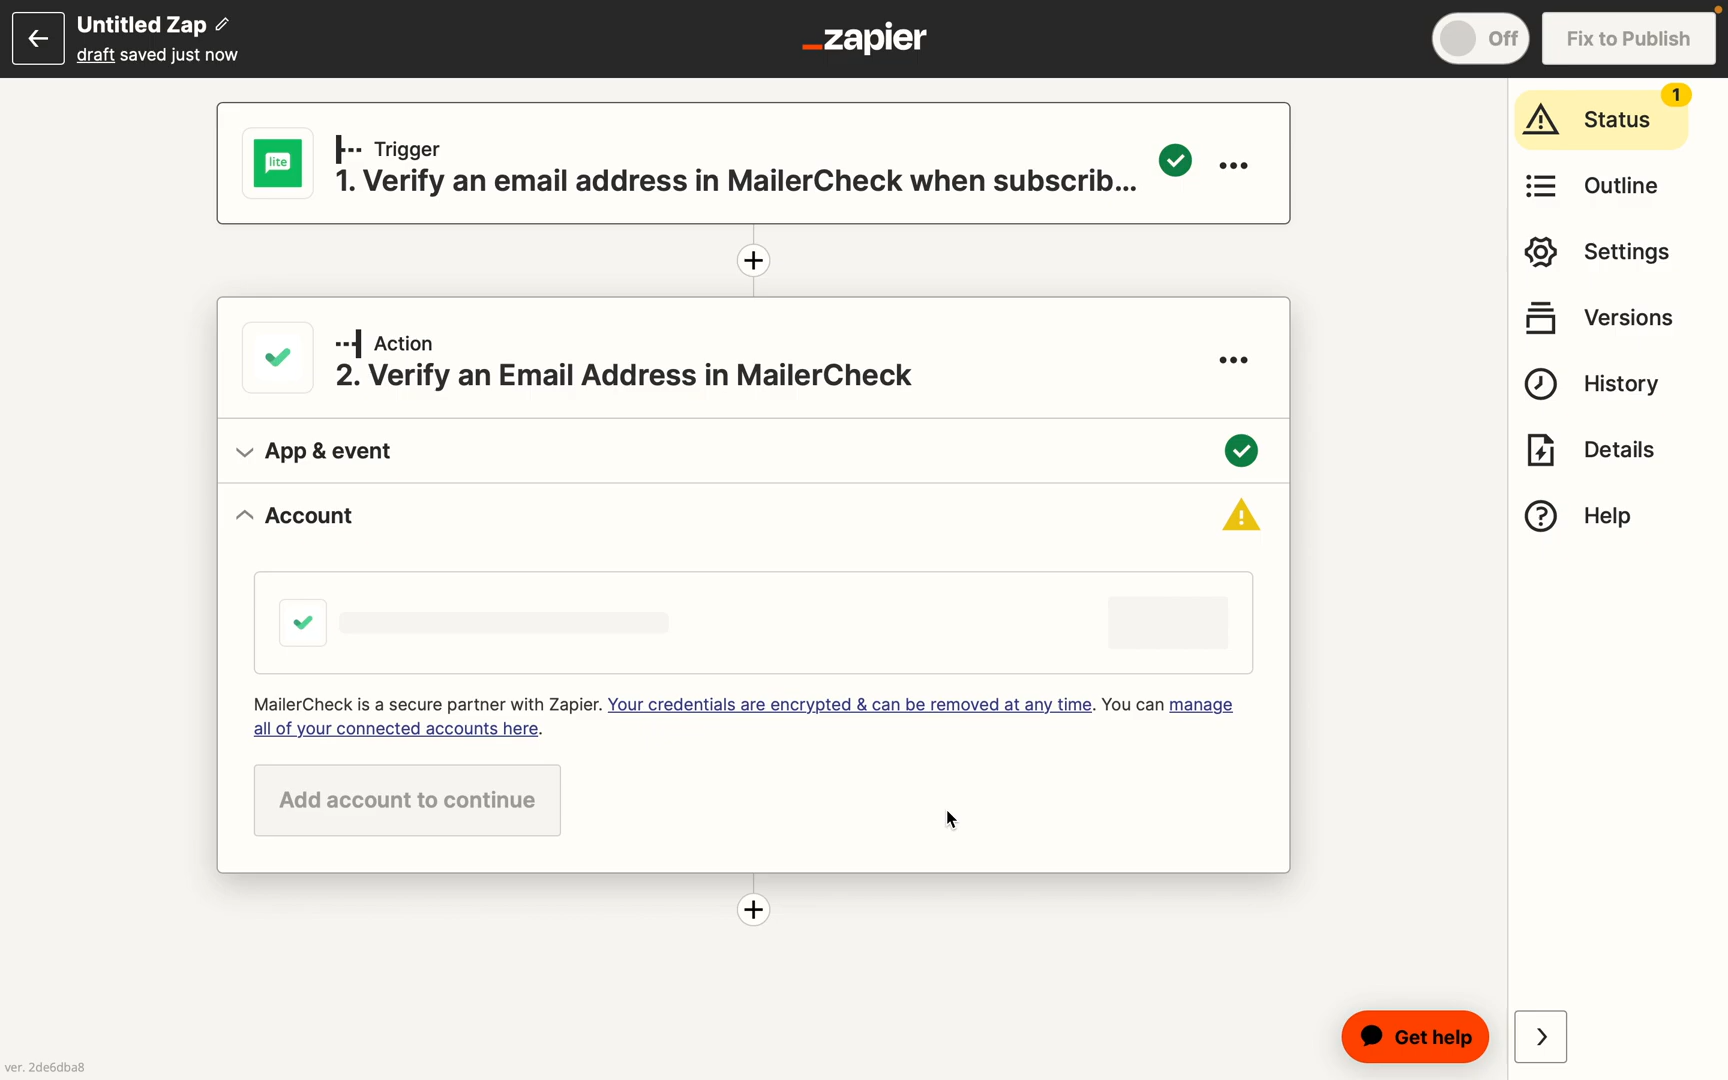 Untitled Zap
draft saved just now
zapier
Off
Fix to Publish
lite
Trigger
1. Verify an email address in MailerCheck when subscrib...
Action
2. Verify an Email Address in MailerCheck
App & event
Account
MailerCheck is a secure partner with Zapier. Your credentials are encrypted & can be removed at any time. You can manage
all of your connected accounts here.
Add account to continue
1
Status
Outline
Settings
Versions
History
Details
Help
Get help
ver. 2de6dba8